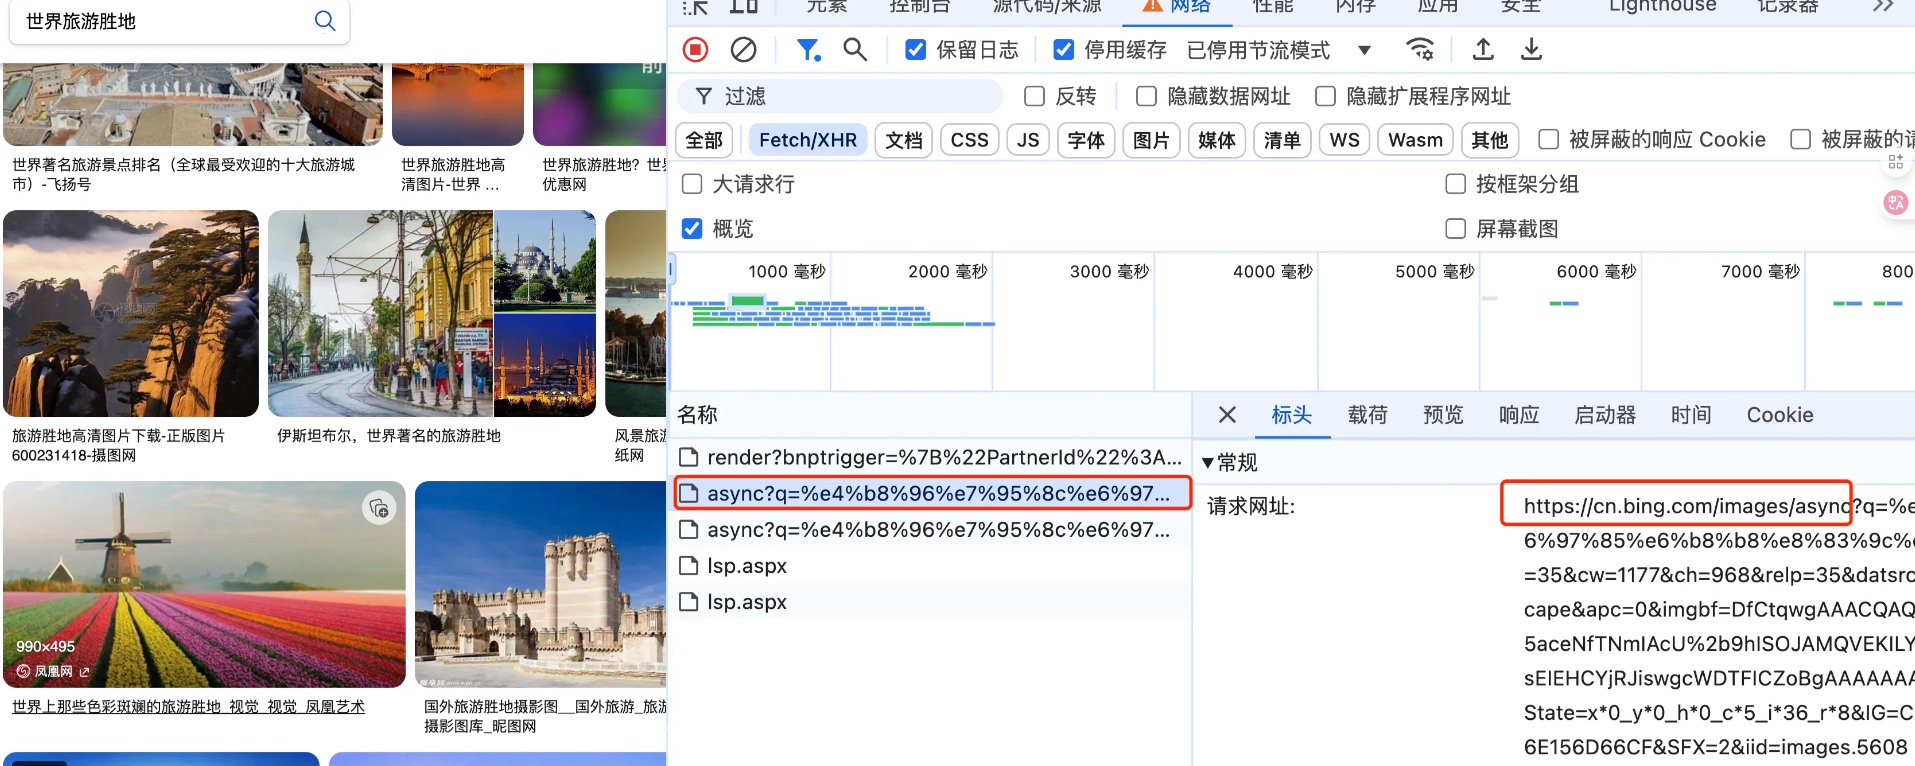 世界旅游胜地
前
世界著名旅游景点排名（全球最受欢迎的十大旅游城
市）-飞扬号
世界旅游胜地高
清图片-世界 ...
世界旅游胜地？世界
优惠网
旅游胜地高清图片下载-正版图片
600231418-摄图网
伊斯坦布尔，世界著名的旅游胜地
风景旅游
纸网
990×495
凤凰网
世界上那些色彩斑斓的旅游胜地_视觉_视觉_凤凰艺术
国外旅游胜地摄影图__国外旅游_旅游
摄影图库_昵图网
元素 控制台 源代码/来源 网络 性能 内存 应用 安全 Lighthouse 记录器
保留日志 停用缓存 已停用节流模式
过滤 反转 隐藏数据网址 隐藏扩展程序网址
全部 Fetch/XHR 文档 CSS JS 字体 图片 媒体 清单 WS Wasm 其他 被屏蔽的响应 Cookie 被屏蔽的请
大请求行 按框架分组
概览 屏幕截图
1000 毫秒 2000 毫秒 3000 毫秒 4000 毫秒 5000 毫秒 6000 毫秒 7000 毫秒 800
名称
render?bnptrigger=%7B%22PartnerId%22%3A...
async?q=%e4%b8%96%e7%95%8c%e6%97...
async?q=%e4%b8%96%e7%95%8c%e6%97...
lsp.aspx
lsp.aspx
标头 载荷 预览 响应 启动器 时间 Cookie
常规
请求网址:
https://cn.bing.com/images/async?q=%e
6%97%85%e6%b8%b8%e8%83%9c%e
=35&cw=1177&ch=968&relp=35&datsrc
cape&apc=0&imgbf=DfCtqwgAAACQAQ
5aceNfTNmIAcU%2b9hISOJAMQVEKILY
sEIEHCYjRJiswgcWDTFICZoBgAAAAAAA
State=x*0_y*0_h*0_c*5_i*36_r*8&IG=C
6E156D66CF&SFX=2&iid=images.5608